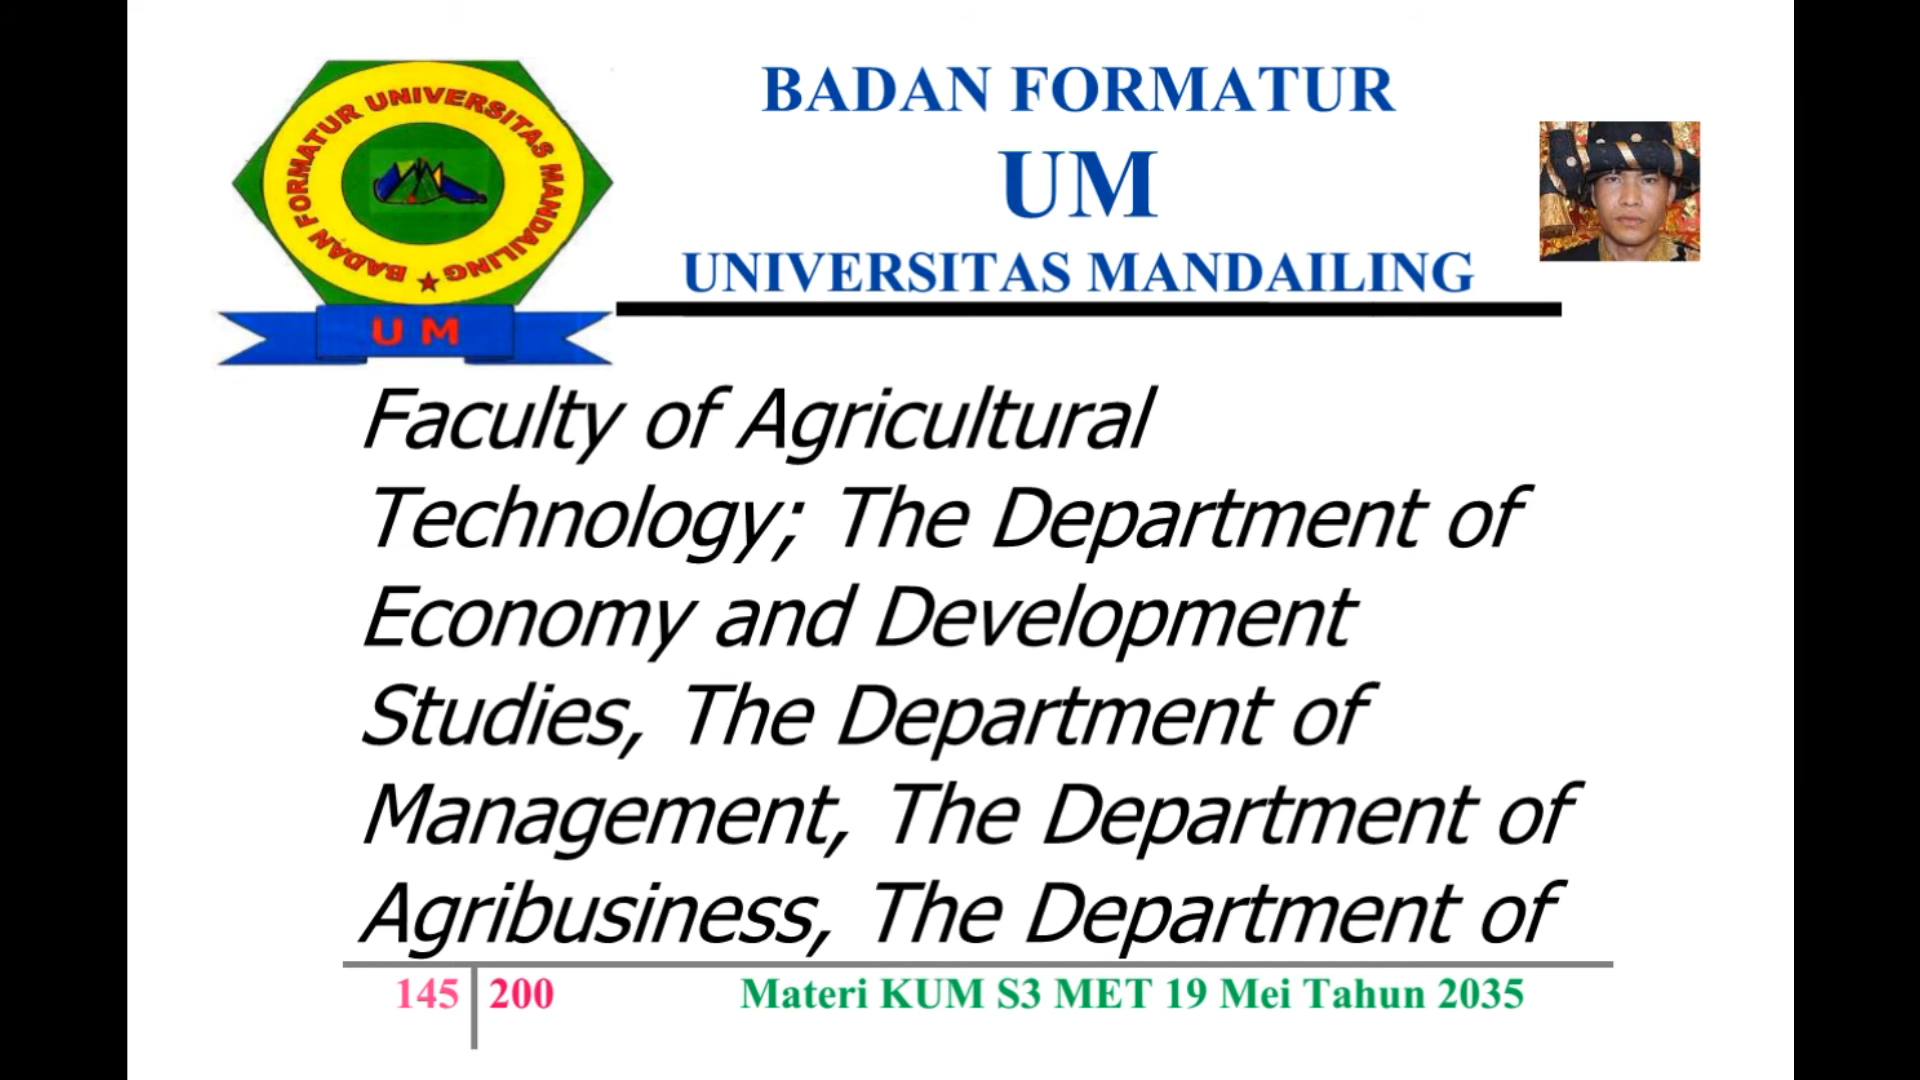 BADAN FORMATUR UNIVERSITAS MANDAILING
U M
BADAN FORMATUR
UM
UNIVERSITAS MANDAILING
Faculty of Agricultural
Technology; The Department of
Economy and Development
Studies, The Department of
Management, The Department of
Agribusiness, The Department of
145 200 Materi KUM S3 MET 19 Mei Tahun 2035